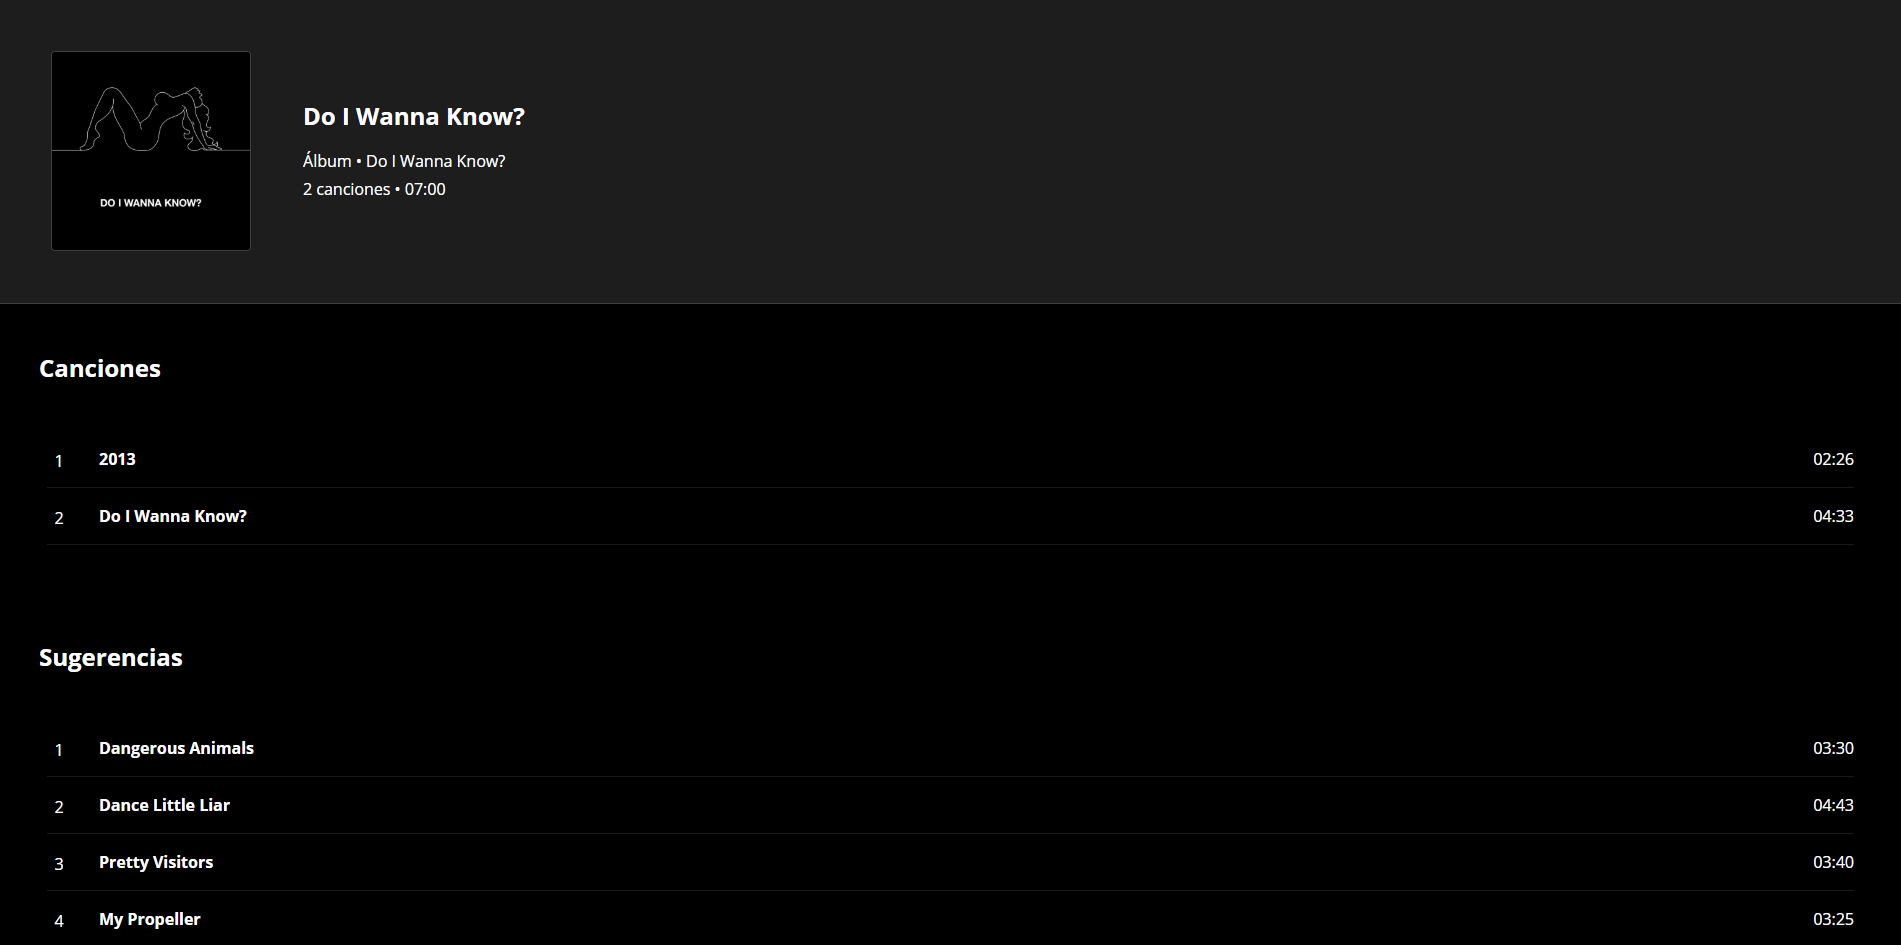 DO I WANNA KNOW?
Do I Wanna Know?
Álbum • Do I Wanna Know?
2 canciones • 07:00
Canciones
1 2013 02:26
2 Do I Wanna Know? 04:33
Sugerencias
1 Dangerous Animals 03:30
2 Dance Little Liar 04:43
3 Pretty Visitors 03:40
4 My Propeller 03:25